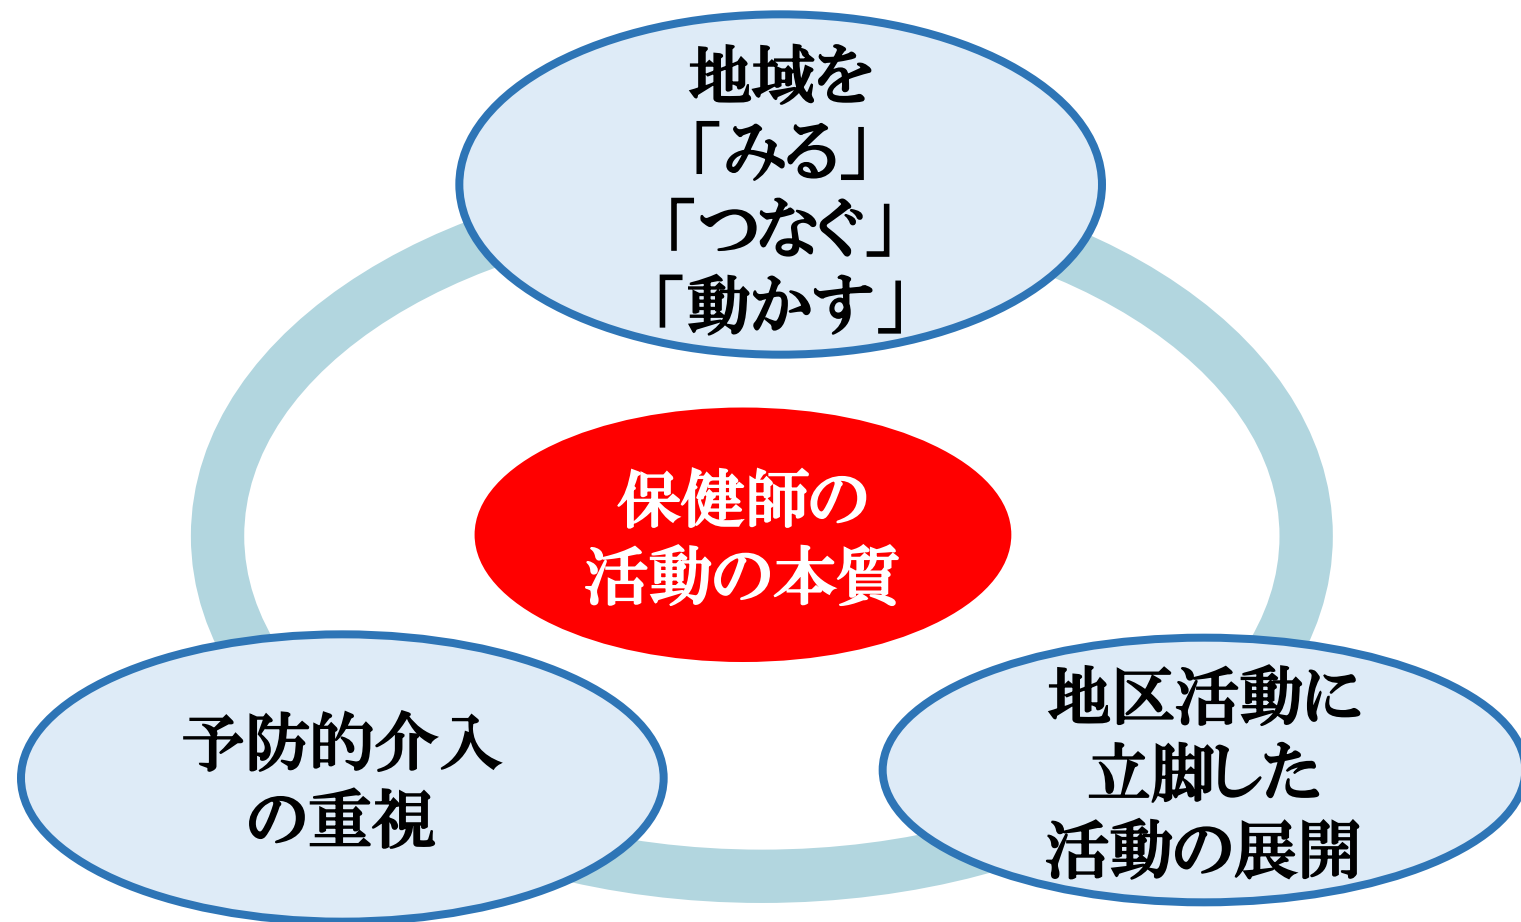 地域を
「みる」
「つなぐ」
「動かす」
保健師の
活動の本質
予防的介入
の重視
地区活動に
立脚した
活動の展開